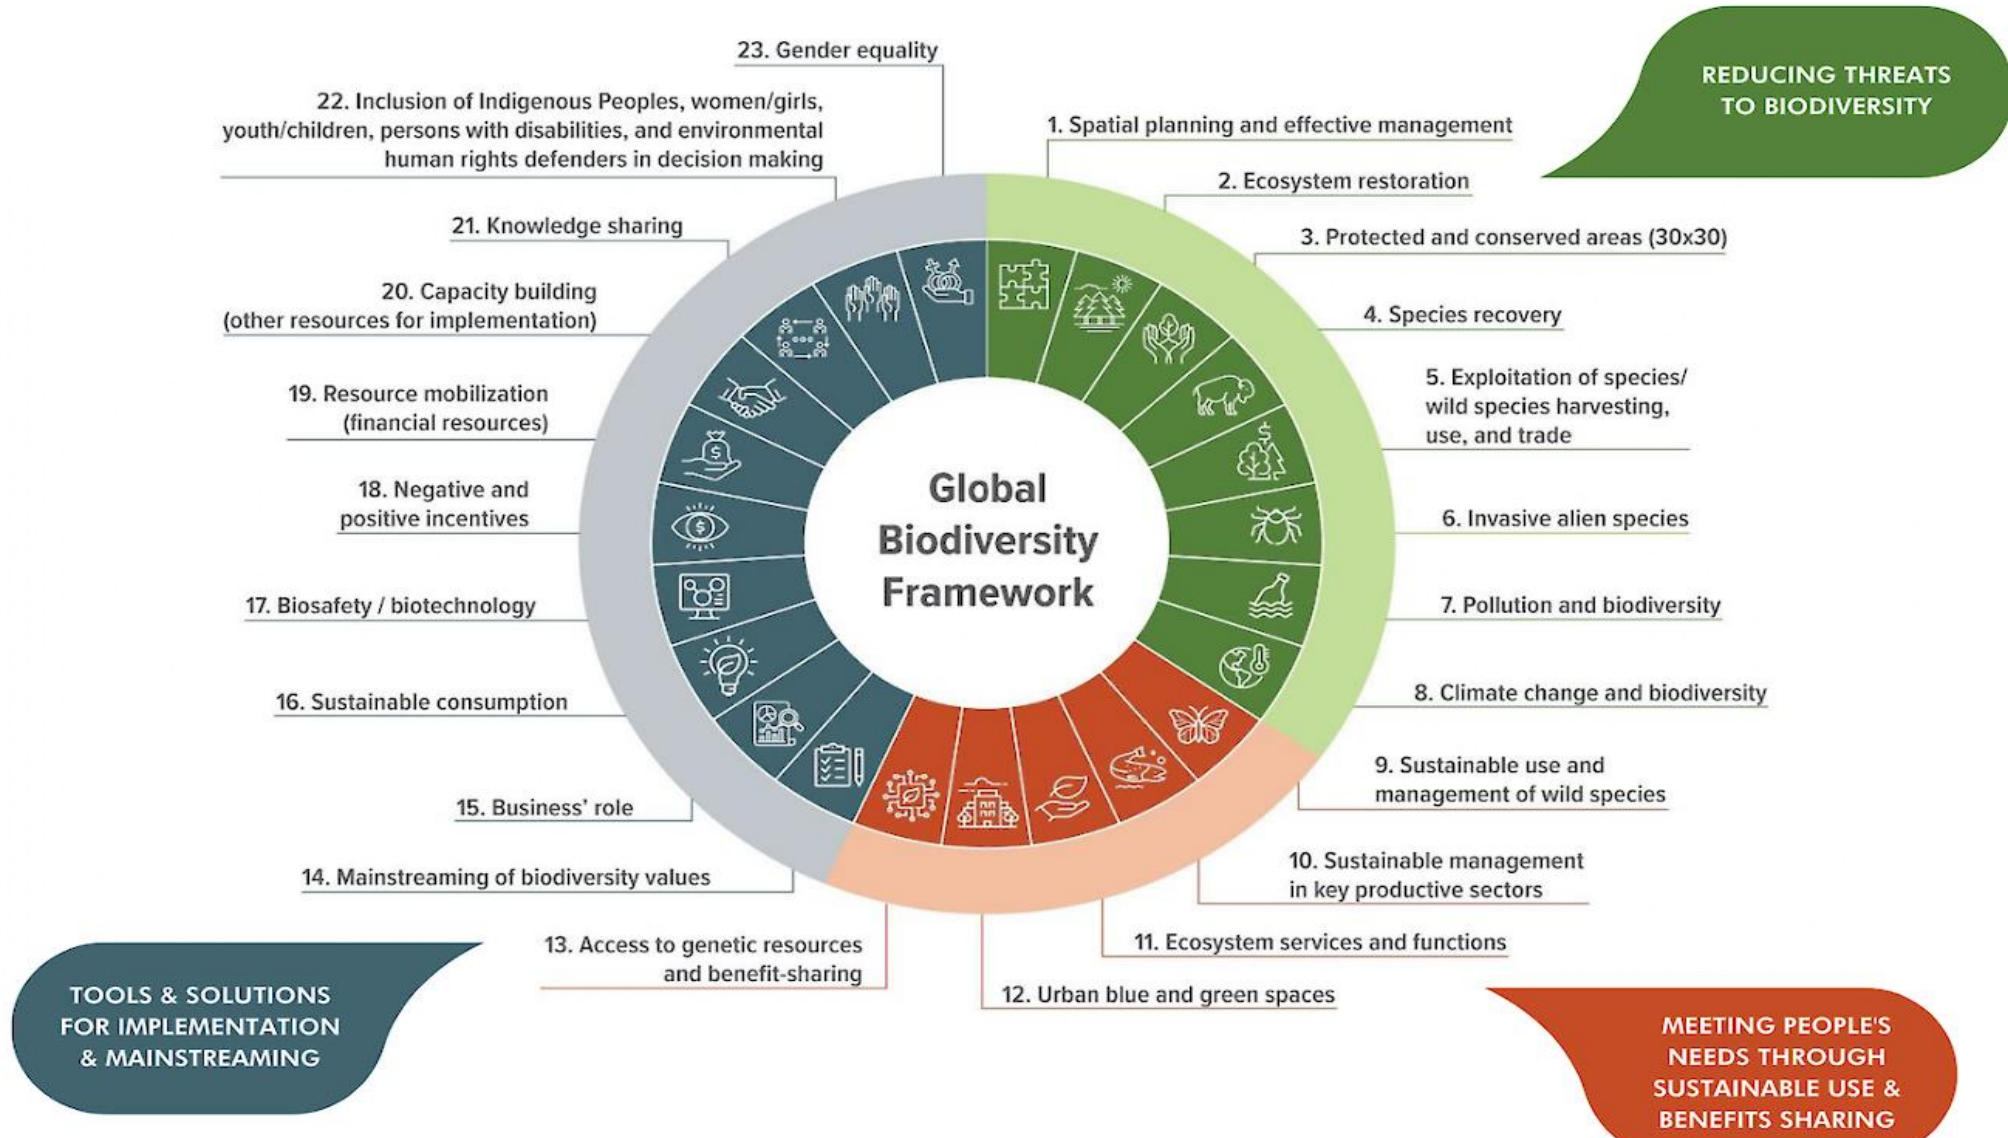 Global
Biodiversity
Framework
REDUCING THREATS
TO BIODIVERSITY
1. Spatial planning and effective management
2. Ecosystem restoration
3. Protected and conserved areas (30x30)
4. Species recovery
5. Exploitation of species/
wild species harvesting,
use, and trade
6. Invasive alien species
7. Pollution and biodiversity
8. Climate change and biodiversity
MEETING PEOPLE'S
NEEDS THROUGH
SUSTAINABLE USE &
BENEFITS SHARING
9. Sustainable use and
management of wild species
10. Sustainable management
in key productive sectors
11. Ecosystem services and functions
12. Urban blue and green spaces
13. Access to genetic resources
and benefit-sharing
TOOLS & SOLUTIONS
FOR IMPLEMENTATION
& MAINSTREAMING
14. Mainstreaming of biodiversity values
15. Business’ role
16. Sustainable consumption
17. Biosafety / biotechnology
18. Negative and
positive incentives
19. Resource mobilization
(financial resources)
20. Capacity building
(other resources for implementation)
21. Knowledge sharing
22. Inclusion of Indigenous Peoples, women/girls,
youth/children, persons with disabilities, and environmental
human rights defenders in decision making
23. Gender equality
$
$
$